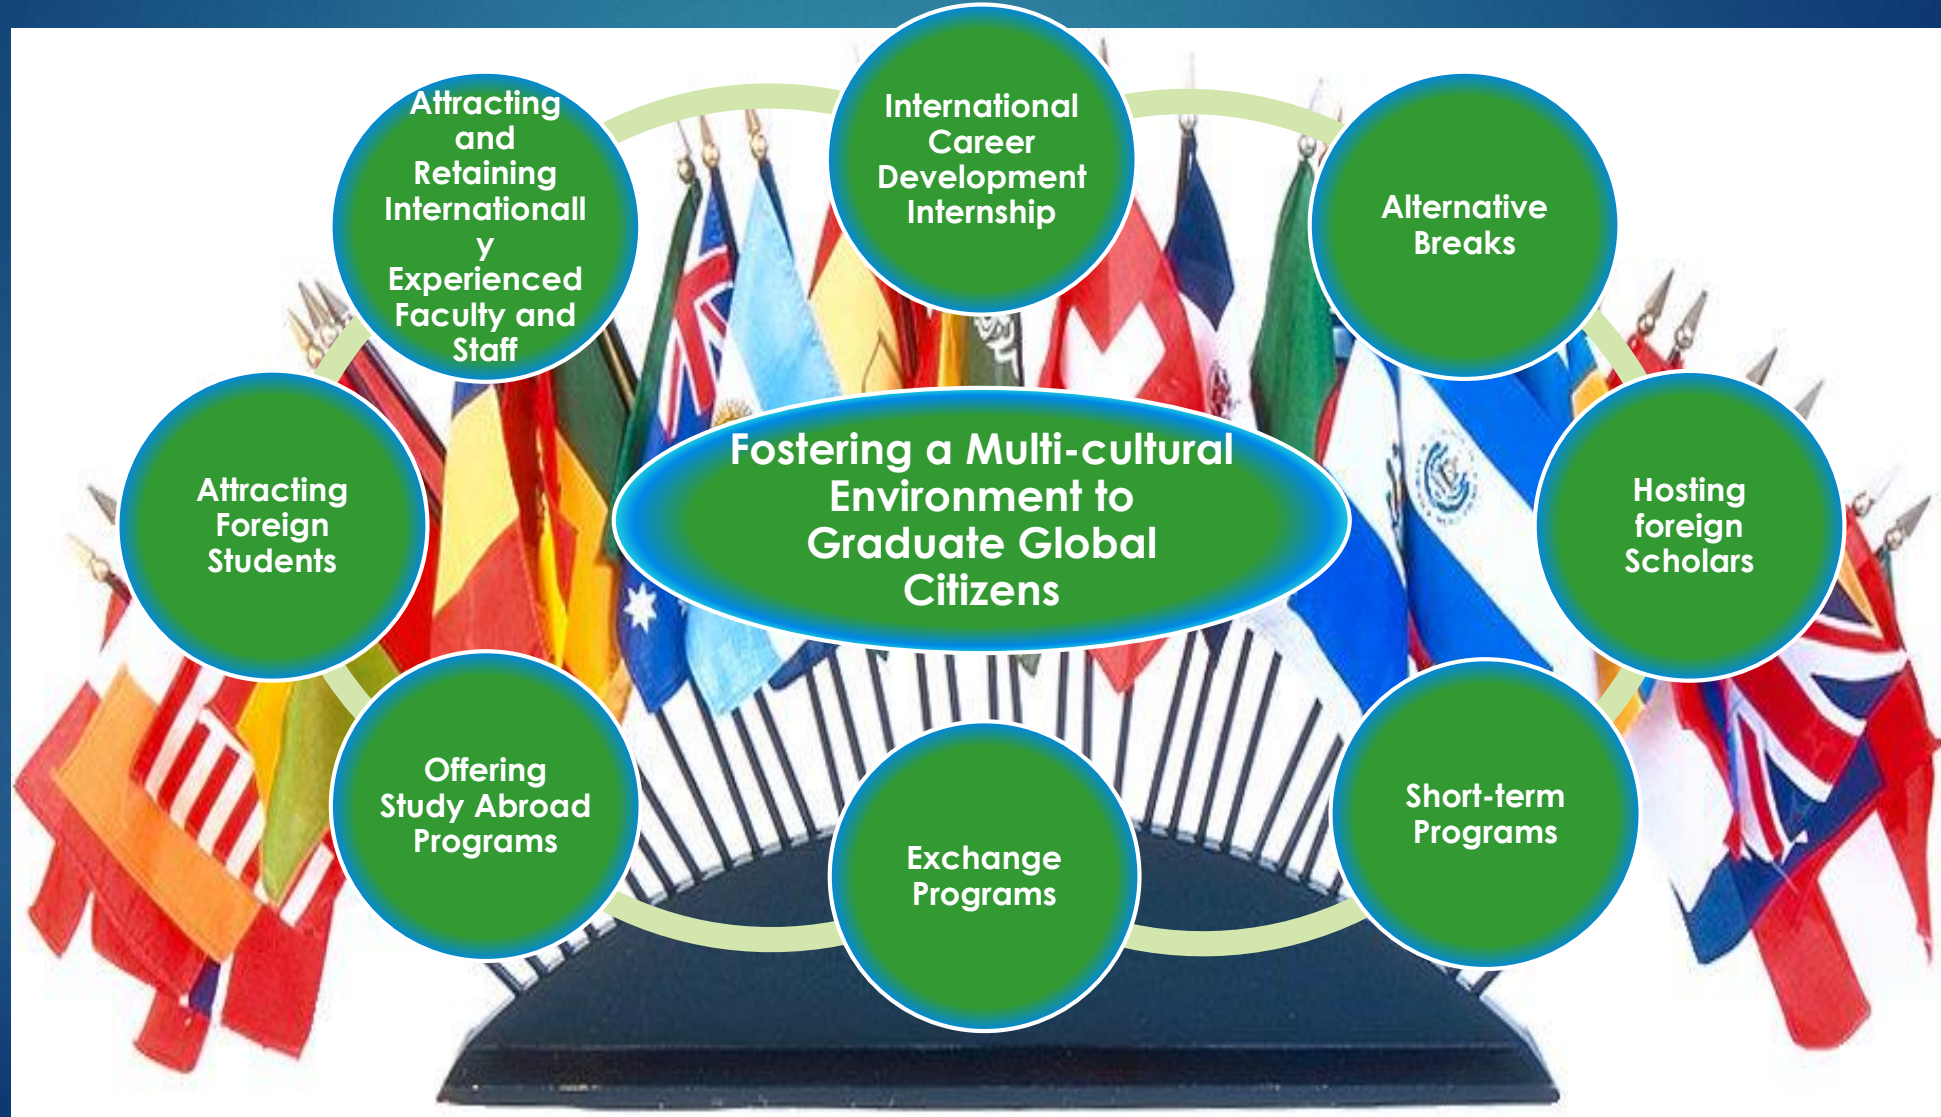 Attracting
and
Retaining
Internationall
y
Experienced
Faculty and
Staff
International
Career
Development
Internship
Alternative
Breaks
Hosting
foreign
Scholars
Short-term
Programs
Exchange
Programs
Offering
Study Abroad
Programs
Attracting
Foreign
Students
Fostering a Multi-cultural
Environment to
Graduate Global
Citizens